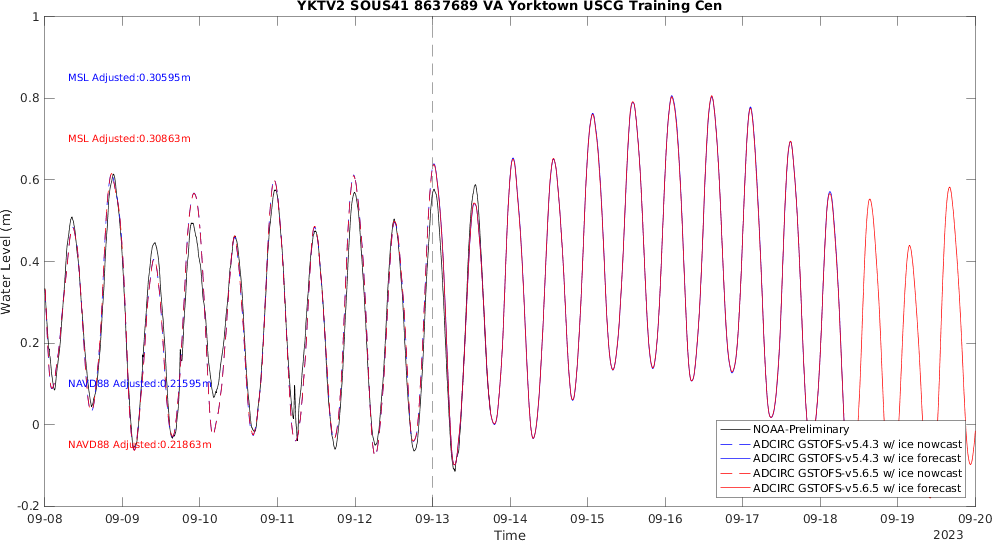 YKTV2 SOUS41 8637689 VA Yorktown USCG Training Cen
1
0.8
0.6
0.4
0.2
0
-0.2
Water Level (m)
MSL Adjusted:0.30595m
MSL Adjusted:0.30863m
NAVD88 Adjusted:0.21595m
NAVD88 Adjusted:0.21863m
NOAA-Preliminary
ADCIRC GSTOFS-v5.4.3 w/ ice nowcast
ADCIRC GSTOFS-v5.4.3 w/ ice forecast
ADCIRC GSTOFS-v5.6.5 w/ ice nowcast
ADCIRC GSTOFS-v5.6.5 w/ ice forecast
09-08 09-09 09-10 09-11 09-12 09-13 09-14 09-15 09-16 09-17 09-18 09-19 09-20
2023
Time